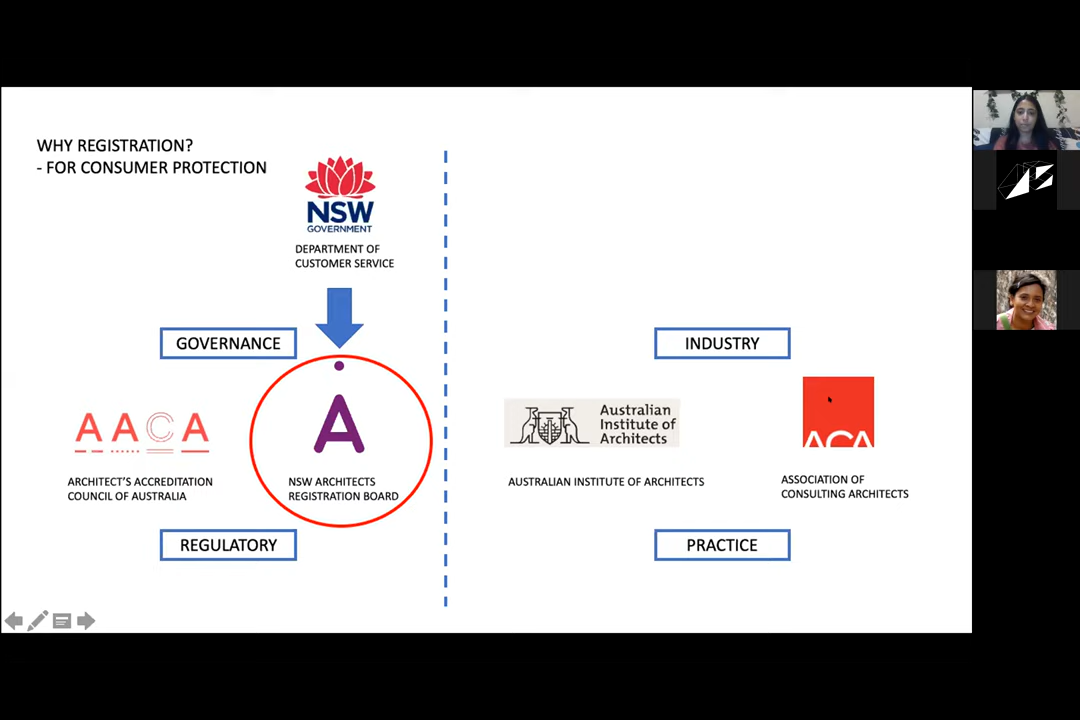 WHY REGISTRATION?
- FOR CONSUMER PROTECTION
NSW
GOVERNMENT
DEPARTMENT OF
CUSTOMER SERVICE
GOVERNANCE
INDUSTRY
AACA
A
Australian
Institute of
Architects
ACA
ARCHITECT'S ACCREDITATION
COUNCIL OF AUSTRALIA
NSW ARCHITECTS
REGISTRATION BOARD
AUSTRALIAN INSTITUTE OF ARCHITECTS
ASSOCIATION OF
CONSULTING ARCHITECTS
REGULATORY
PRACTICE